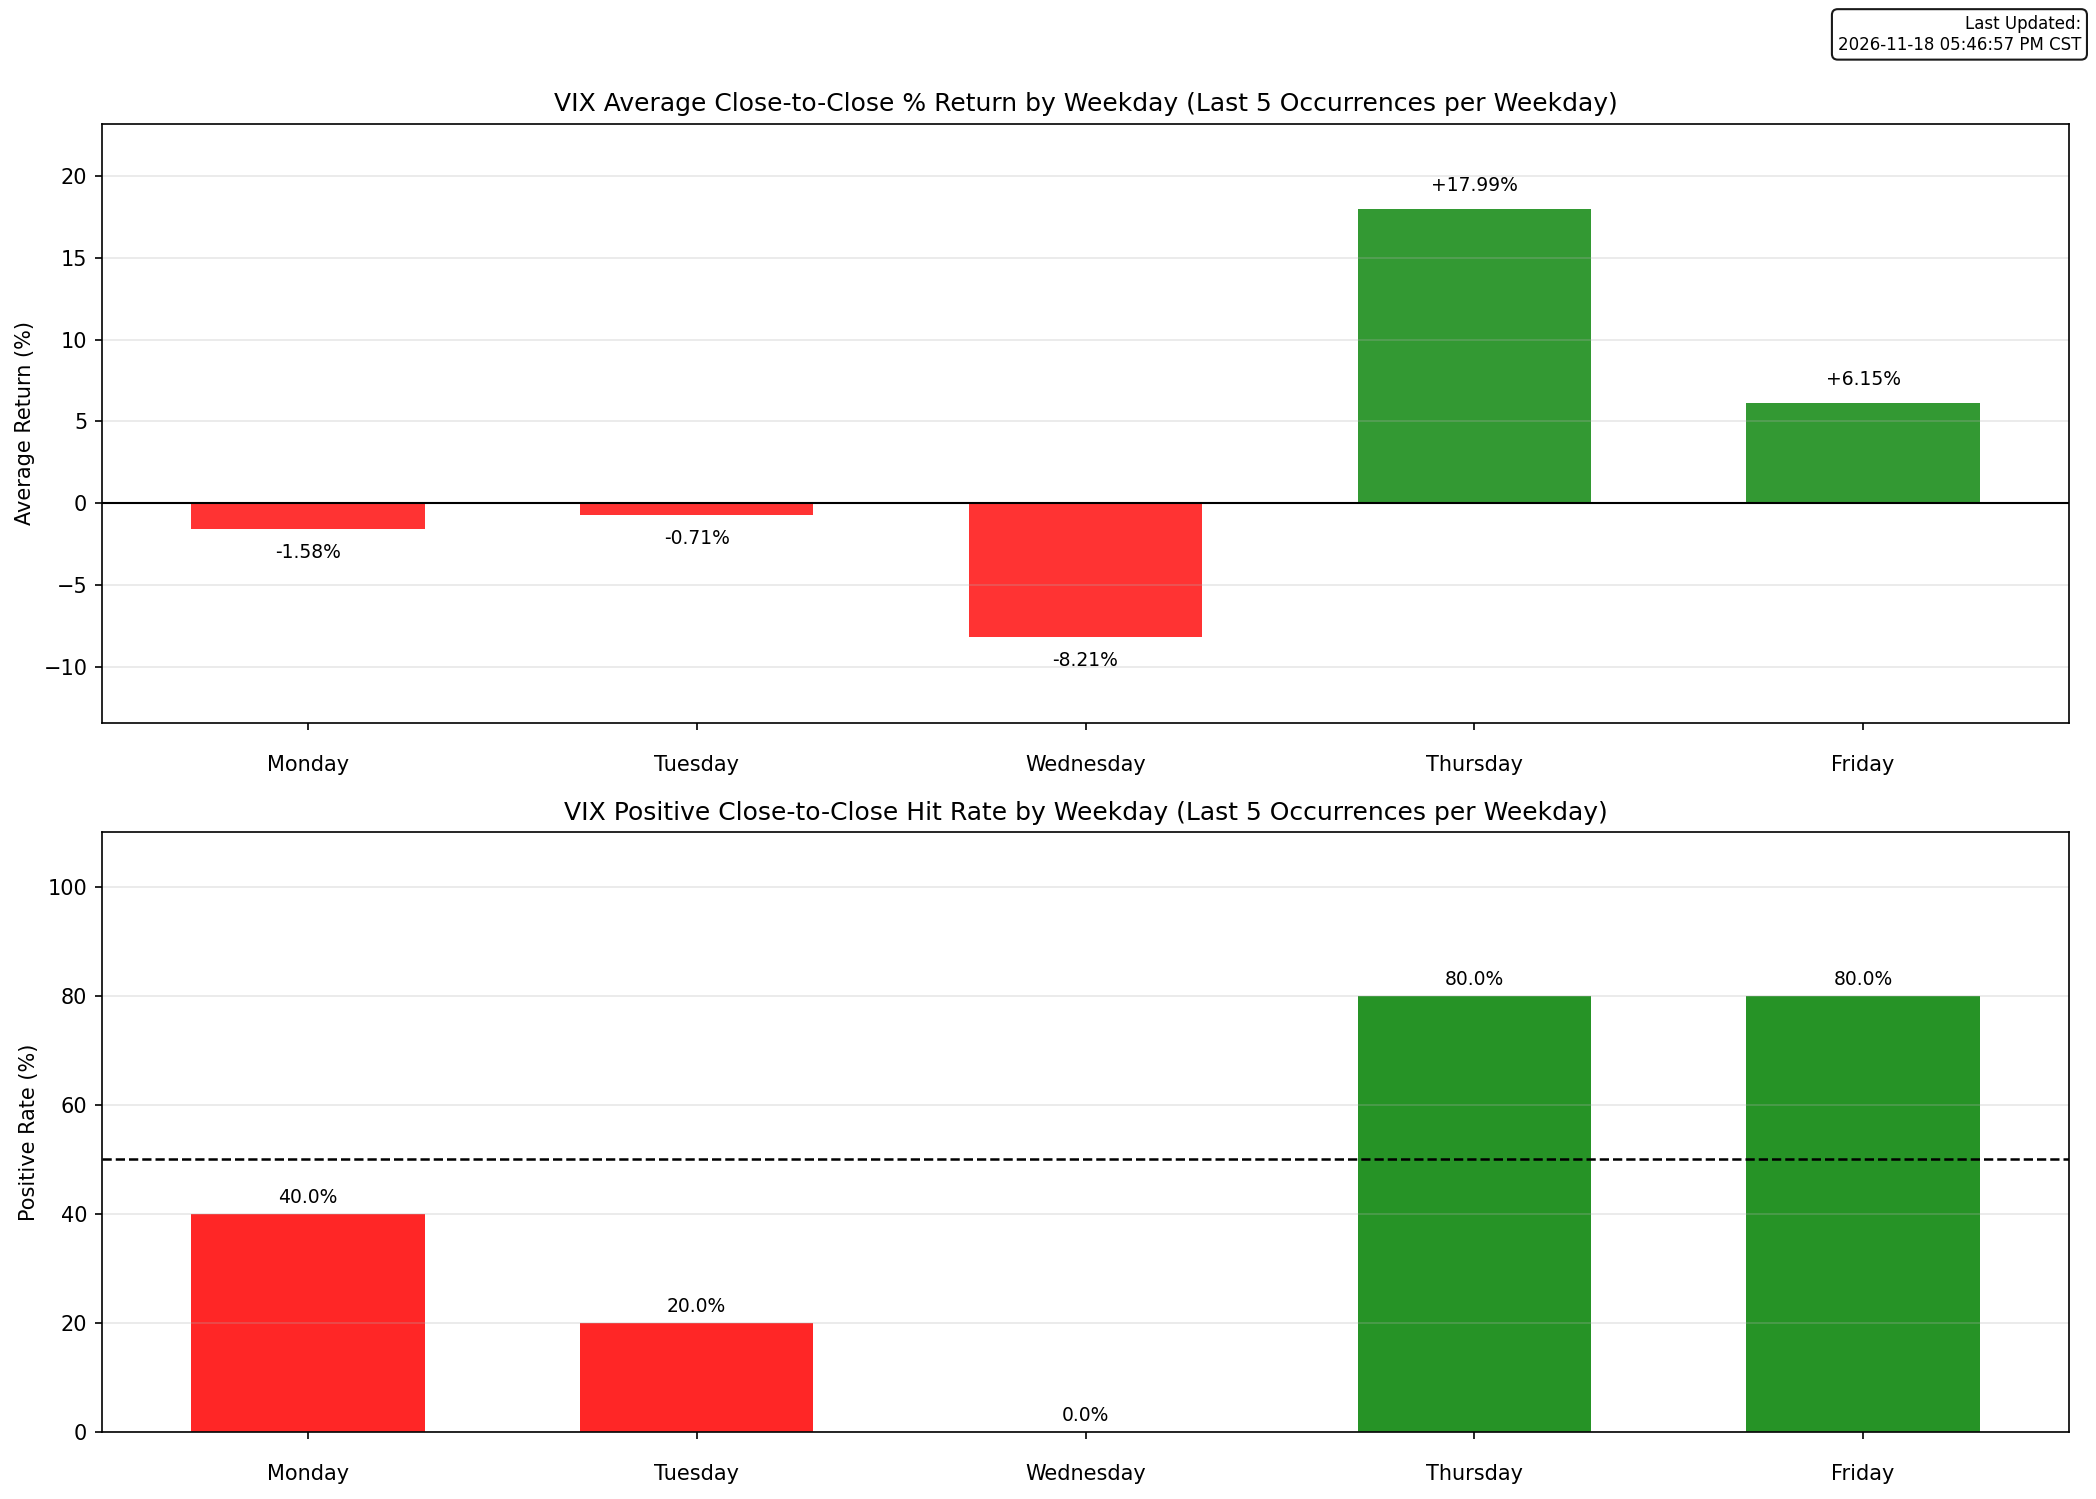 Last Updated:
2026-11-18 05:46:57 PM CST
VIX Average Close-to-Close % Return by Weekday (Last 5 Occurrences per Weekday)
Average Return (%)
20
15
10
5
0
−5
−10
-1.58%
-0.71%
-8.21%
+17.99%
+6.15%
Monday
Tuesday
Wednesday
Thursday
Friday
VIX Positive Close-to-Close Hit Rate by Weekday (Last 5 Occurrences per Weekday)
Positive Rate (%)
100
80
60
40
20
0
40.0%
20.0%
0.0%
80.0%
80.0%
Monday
Tuesday
Wednesday
Thursday
Friday